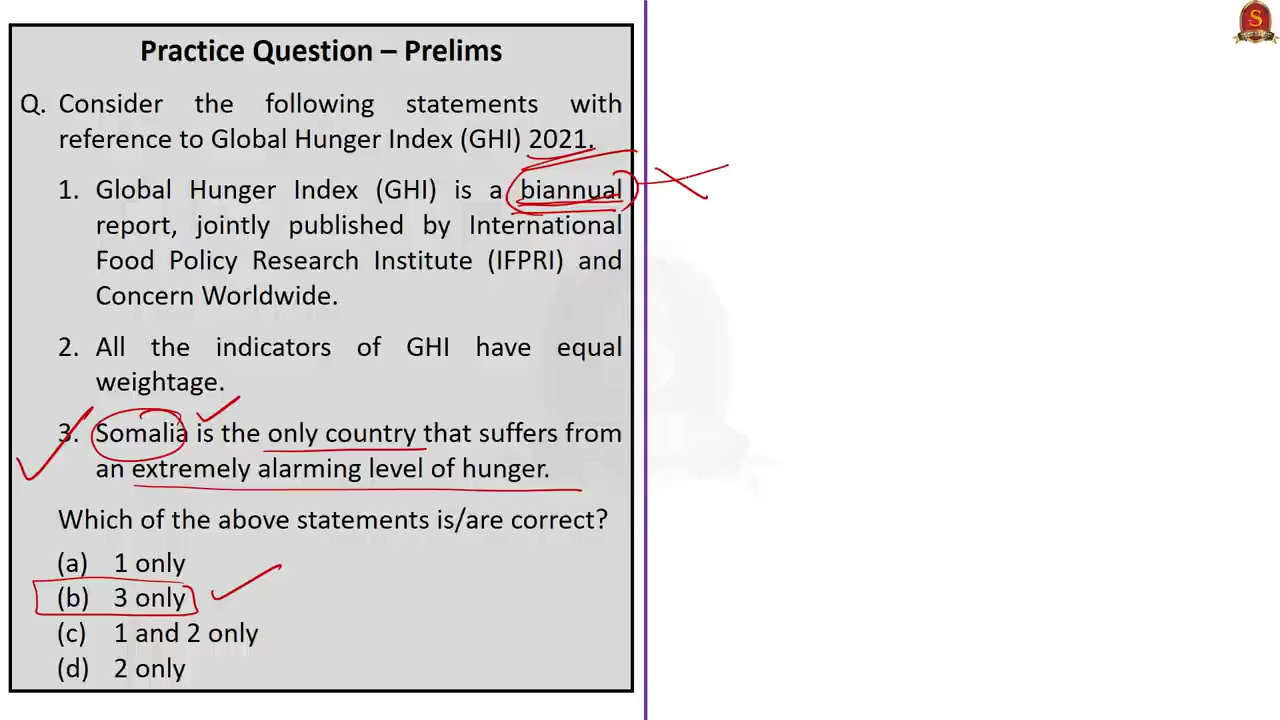 Practice Question – Prelims
Q. Consider the following statements with
reference to Global Hunger Index (GHI) 2021.
1. Global Hunger Index (GHI) is a biannual
report, jointly published by International
Food Policy Research Institute (IFPRI) and
Concern Worldwide.
2. All the indicators of GHI have equal
weightage.
3. Somalia is the only country that suffers from
an extremely alarming level of hunger.
Which of the above statements is/are correct?
(a) 1 only
(b) 3 only
(c) 1 and 2 only
(d) 2 only
S